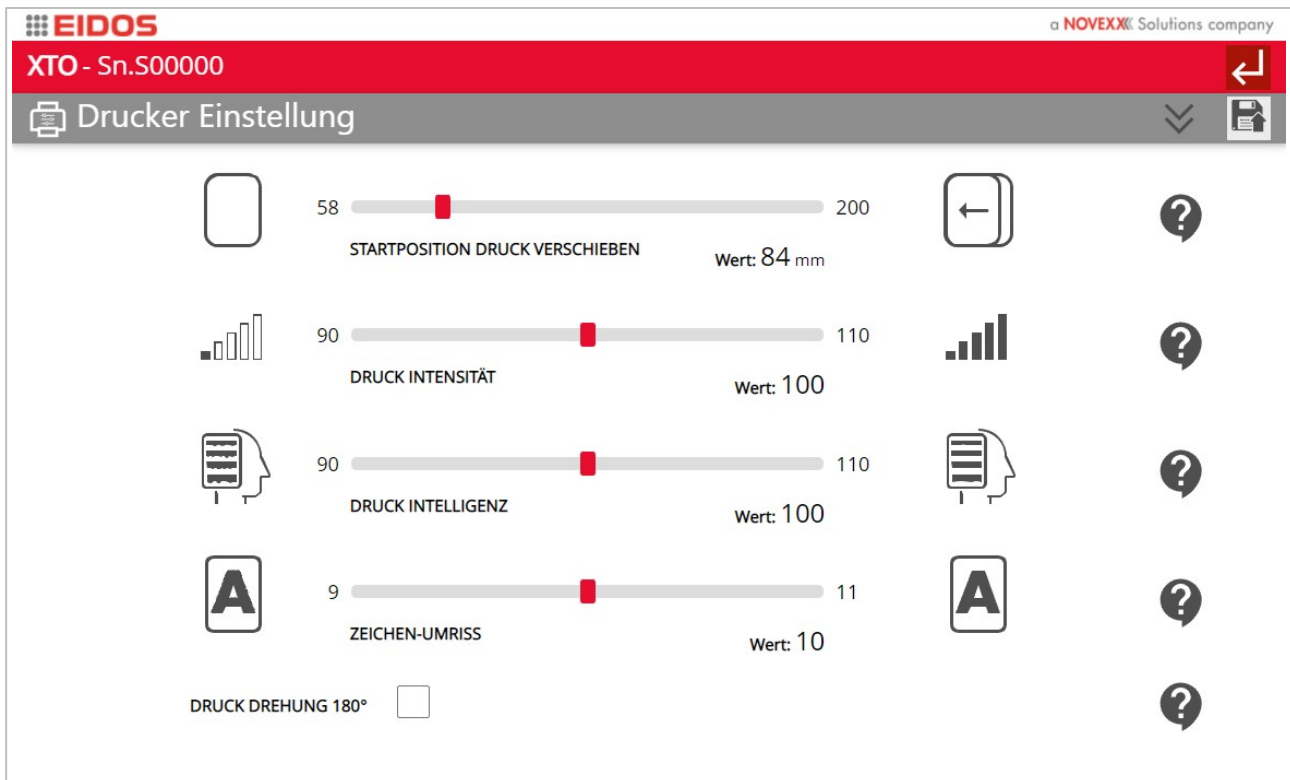 EIDOS
a NOVEXX Solutions company
XTO - Sn.S00000
Drucker Einstellung
58 200
STARTPOSITION DRUCK VERSCHIEBEN Wert: 84 mm
90 110
DRUCK INTENSITÄT Wert: 100
90 110
DRUCK INTELLIGENZ Wert: 100
A 9 11 A
ZEICHEN-UMRISS Wert: 10
DRUCK DREHUNG 180°